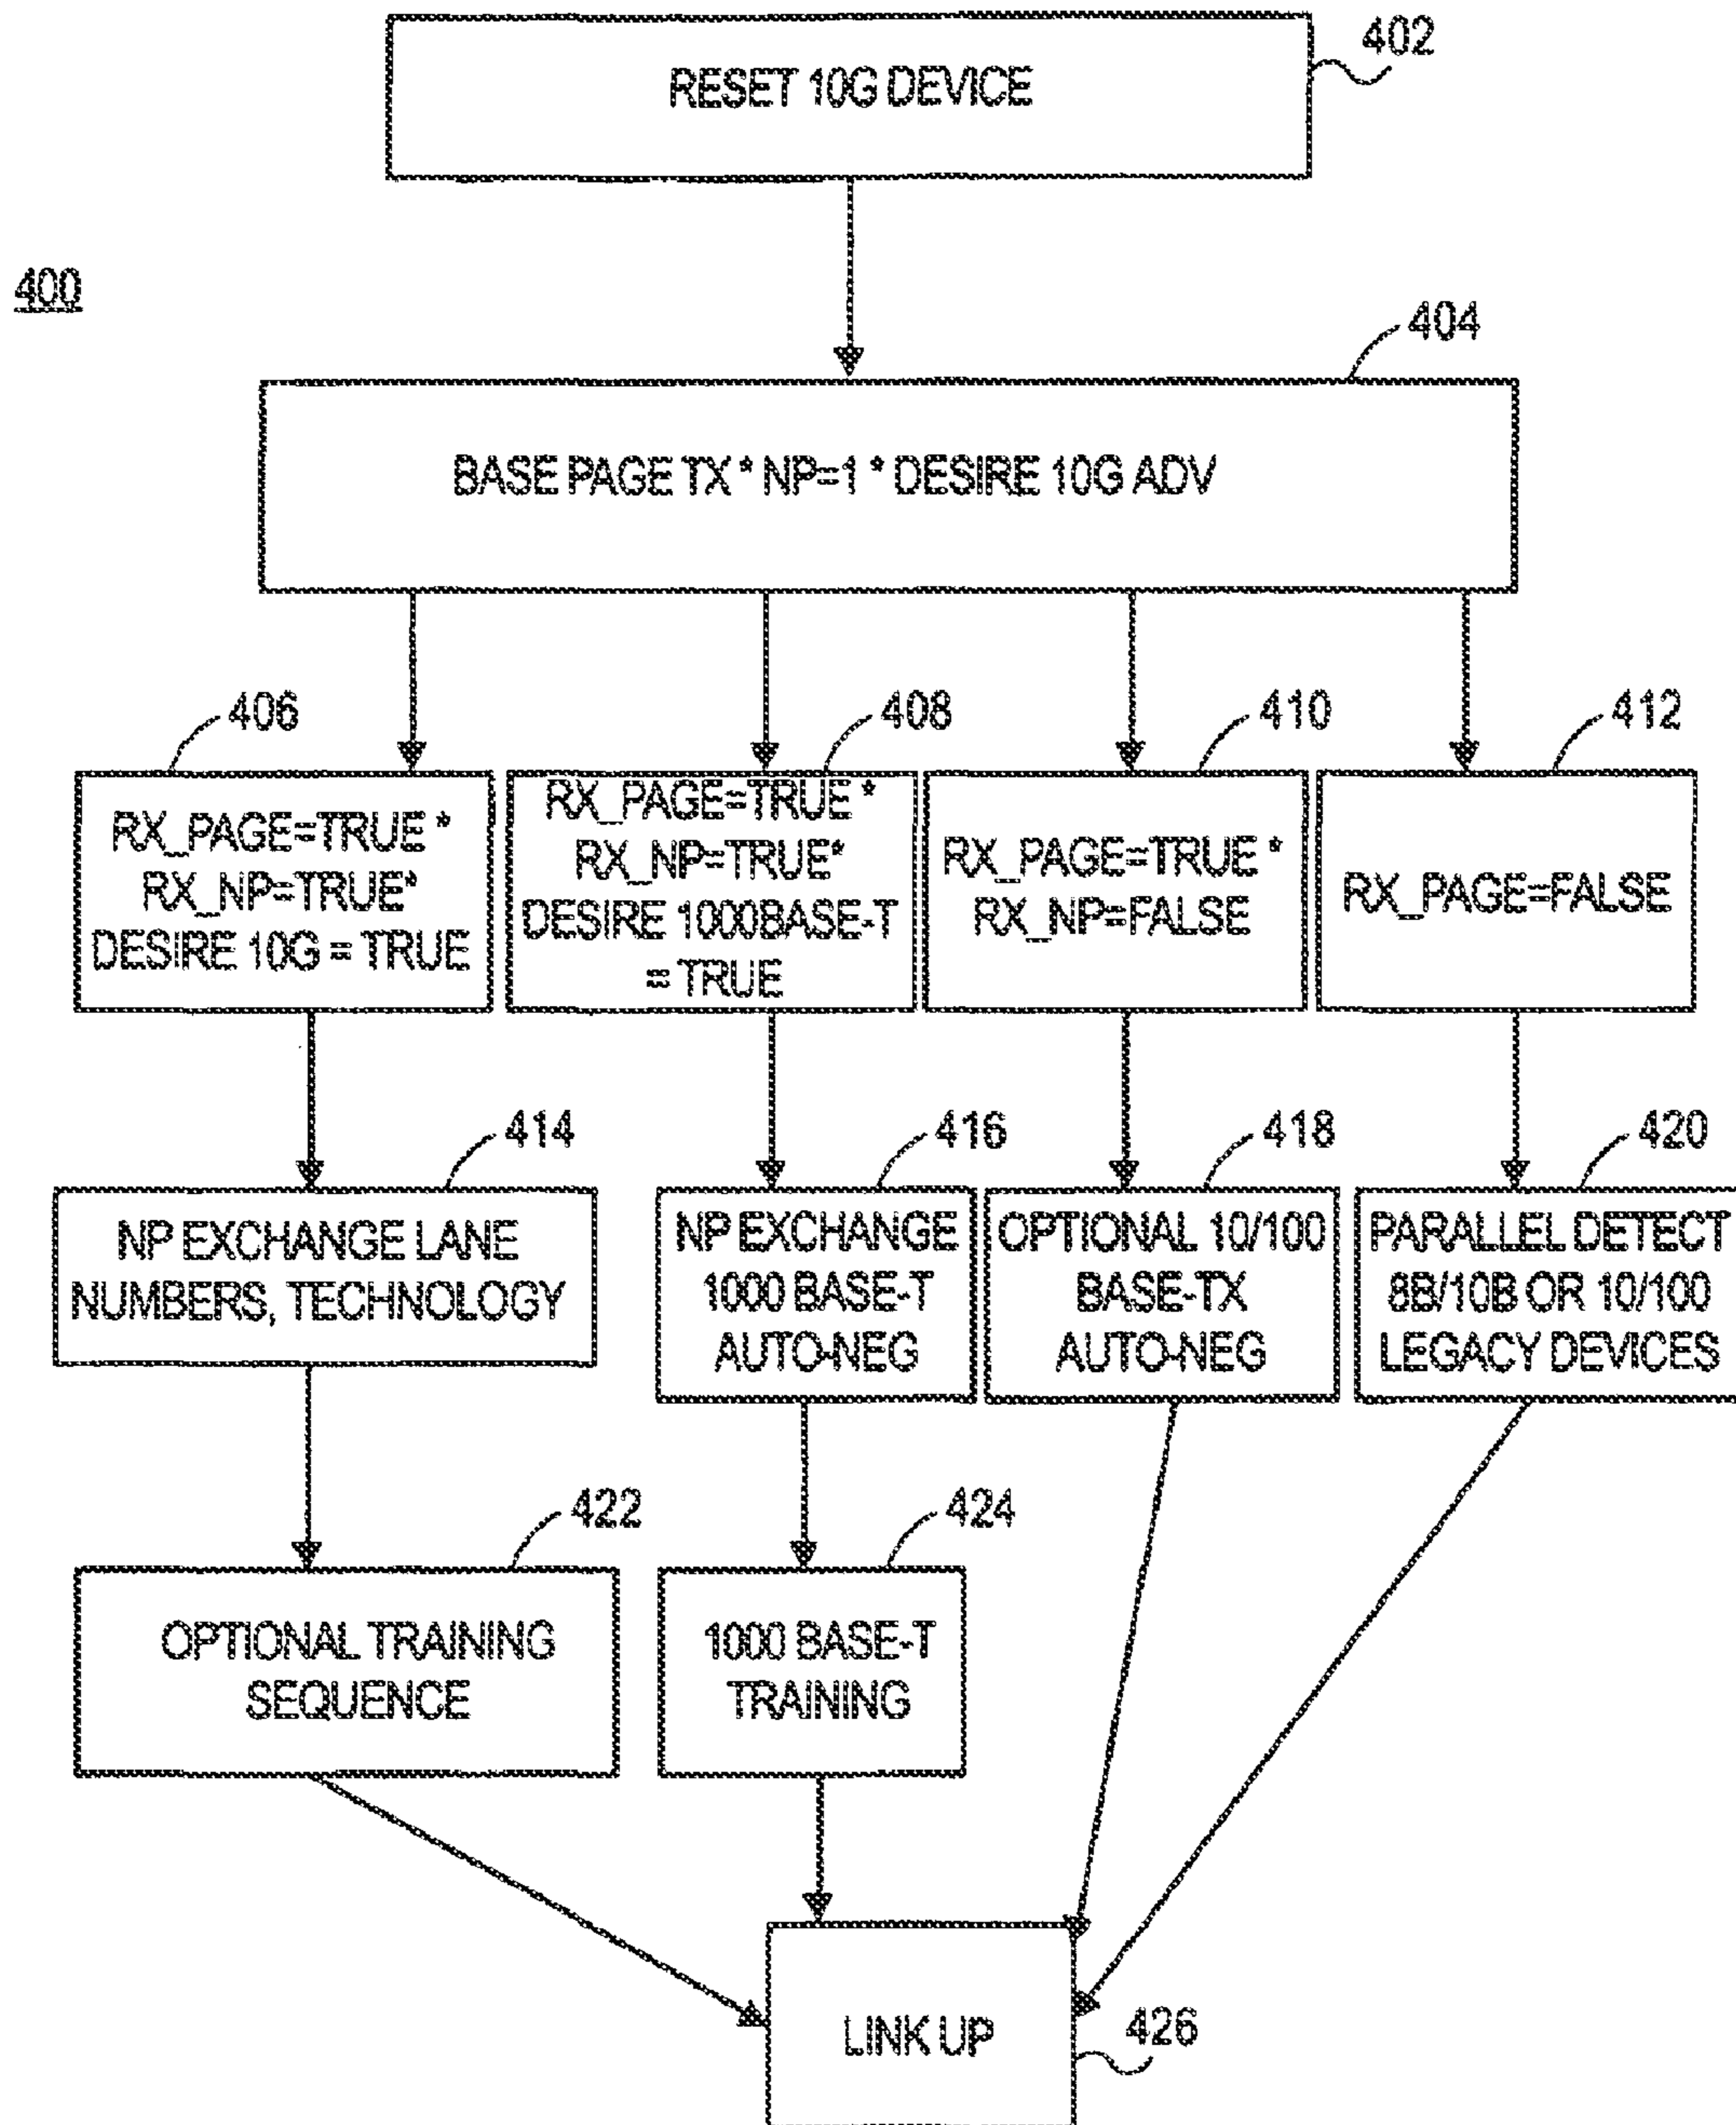 RESET 10G DEVICE
402
400
404
BASE PAGE TX * NP=1 * DESIRE 10G ADV
406
408
410
412
RX_PAGE=TRUE *
RX_NP=TRUE*
DESIRE 10G = TRUE
RX_PAGE=TRUE *
RX_NP=TRUE*
DESIRE 1000BASE-T
= TRUE
RX_PAGE=TRUE *
RX_NP=FALSE
RX_PAGE=FALSE
414
416
418
420
NP EXCHANGE LANE
NUMBERS, TECHNOLOGY
NP EXCHANGE
1000 BASE-T
AUTO-NEG
OPTIONAL 10/100
BASE-TX
AUTO-NEG
PARALLEL DETECT
8B/10B OR 10/100
LEGACY DEVICES
422
424
OPTIONAL TRAINING
SEQUENCE
1000 BASE-T
TRAINING
LINK UP
426